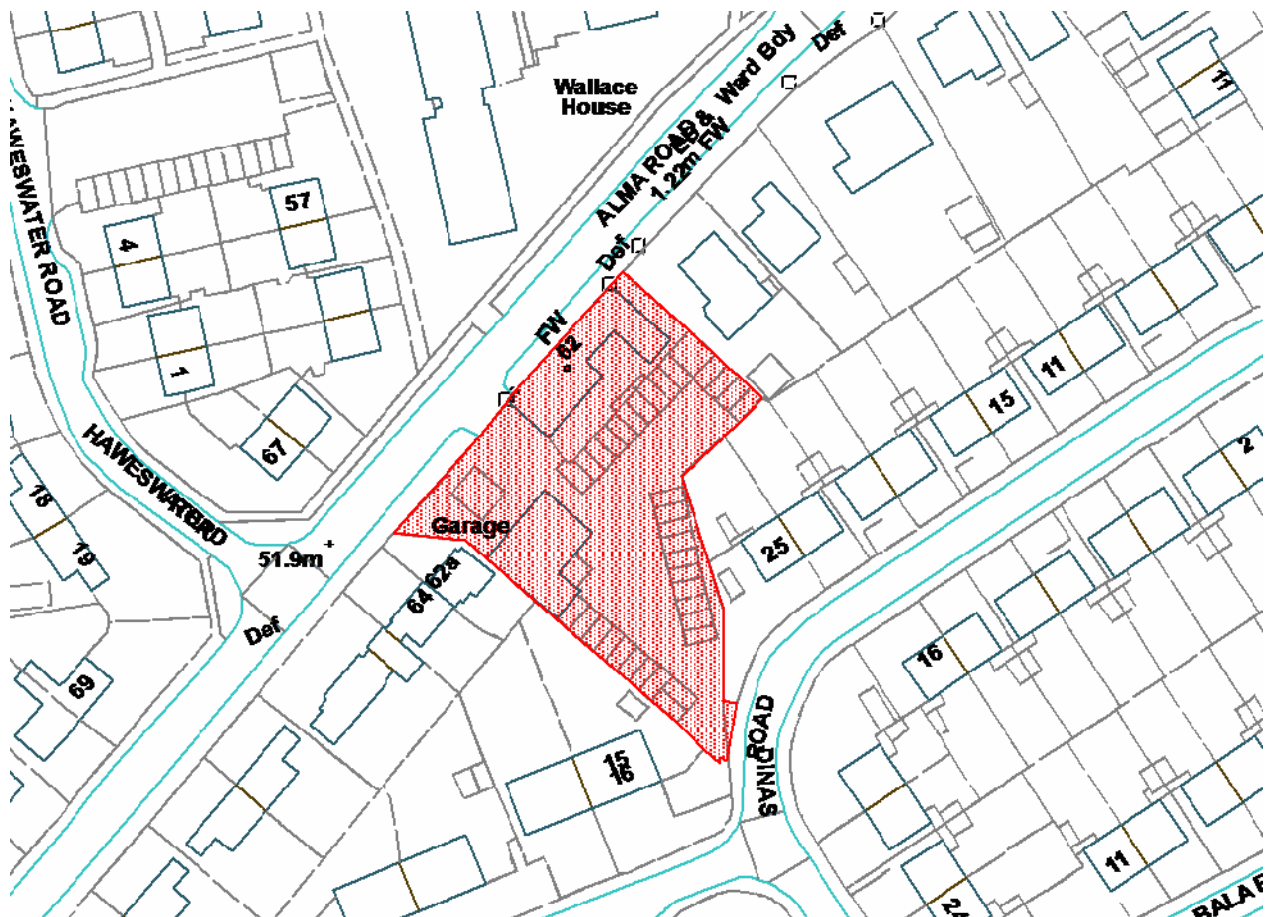 Wallace
House
Ward Bdy
Def
11
ALMA ROAD
1.22m FW
HAWESWATER ROAD
57
4
Def
FW
62
1
11
15
67
HAWESWATER
2
18
19
Garage
25
51.9m
62a
64
Def
16
69
ROAD
DINAS
15
16
11
24
BALA